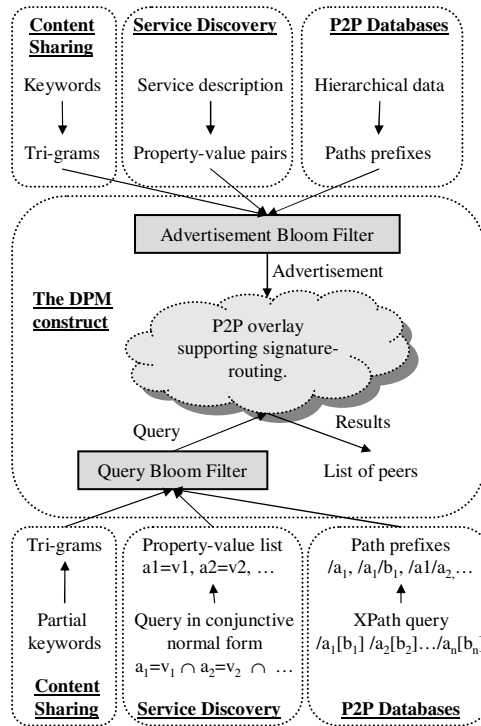 Content
Sharing
Service Discovery
P2P Databases
Keywords
Service description
Hierarchical data
Tri-grams
Property-value pairs
Paths prefixes
Advertisement Bloom Filter
Advertisement
The DPM
construct
P2P overlay
supporting signature-
routing.
Query
Results
Query Bloom Filter
List of peers
Tri-grams
Property-value list
a1=v1, a2=v2, …
Path prefixes
/a₁, /a₁/b₁, /a1/a₂,…
Partial
keywords
Query in conjunctive
normal form
a₁=v₁ ∩ a₂=v₂ ∩ …
XPath query
/a₁[b₁] /a₂[b₂]…/aₙ[bₙ]
Content
Sharing
Service Discovery
P2P Databases